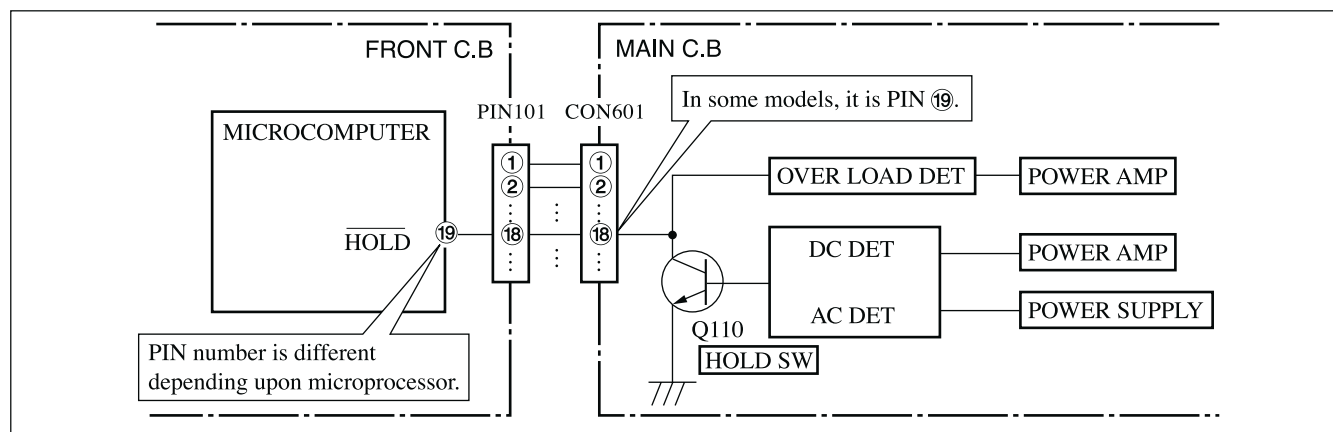 FRONT C.B
MAIN C.B
In some models, it is PIN ⑲.
PIN101
CON601
MICROCOMPUTER
①
①
②
②
⋮
⋮
⋮
⋮
H̅O̅L̅D̅
⑲
⑱
⑱
⋮
⋮
⋮
OVER LOAD DET
POWER AMP
DC DET
POWER AMP
AC DET
POWER SUPPLY
Q110
HOLD SW
PIN number is different
depending upon microprocessor.